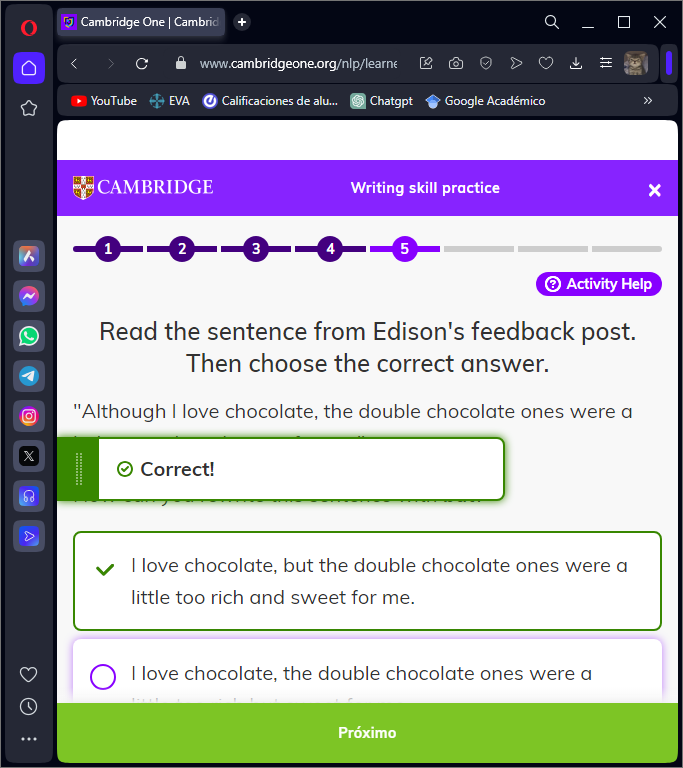 Cambridge One | Cambrid
www.cambridgeone.org/nlp/learne
YouTube
EVA
Calificaciones de alu...
Chatgpt
Google Académico
CAMBRIDGE
Writing skill practice
1
2
3
4
5
Activity Help
Read the sentence from Edison's feedback post.
Then choose the correct answer.
"Although I love chocolate, the double chocolate ones were a
Correct!
I love chocolate, but the double chocolate ones were a
little too rich and sweet for me.
I love chocolate, the double chocolate ones were a
Próximo